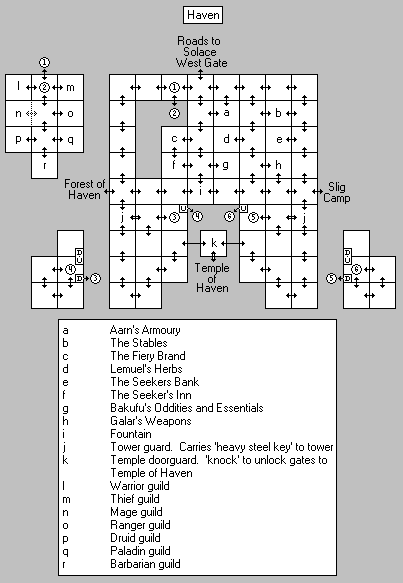 Haven
Roads to
Solace
West Gate
1
l 2 m
n o
p q
r
1
2
a b
c d e
f g h
Forest of
Haven
i
Slig
Camp
j 3 U 4 6 U 5 j
k
Temple
of
Haven
D
U
4 D 3
D
U
5 D 6
a Aarn's Armoury
b The Stables
c The Fiery Brand
d Lemuel's Herbs
e The Seekers Bank
f The Seeker's Inn
g Bakufu's Oddities and Essentials
h Galar's Weapons
i Fountain
j Tower guard. Carries 'heavy steel key' to tower
k Temple doorguard. 'knock' to unlock gates to
Temple of Haven
l Warrior guild
m Thief guild
n Mage guild
o Ranger guild
p Druid guild
q Paladin guild
r Barbarian guild